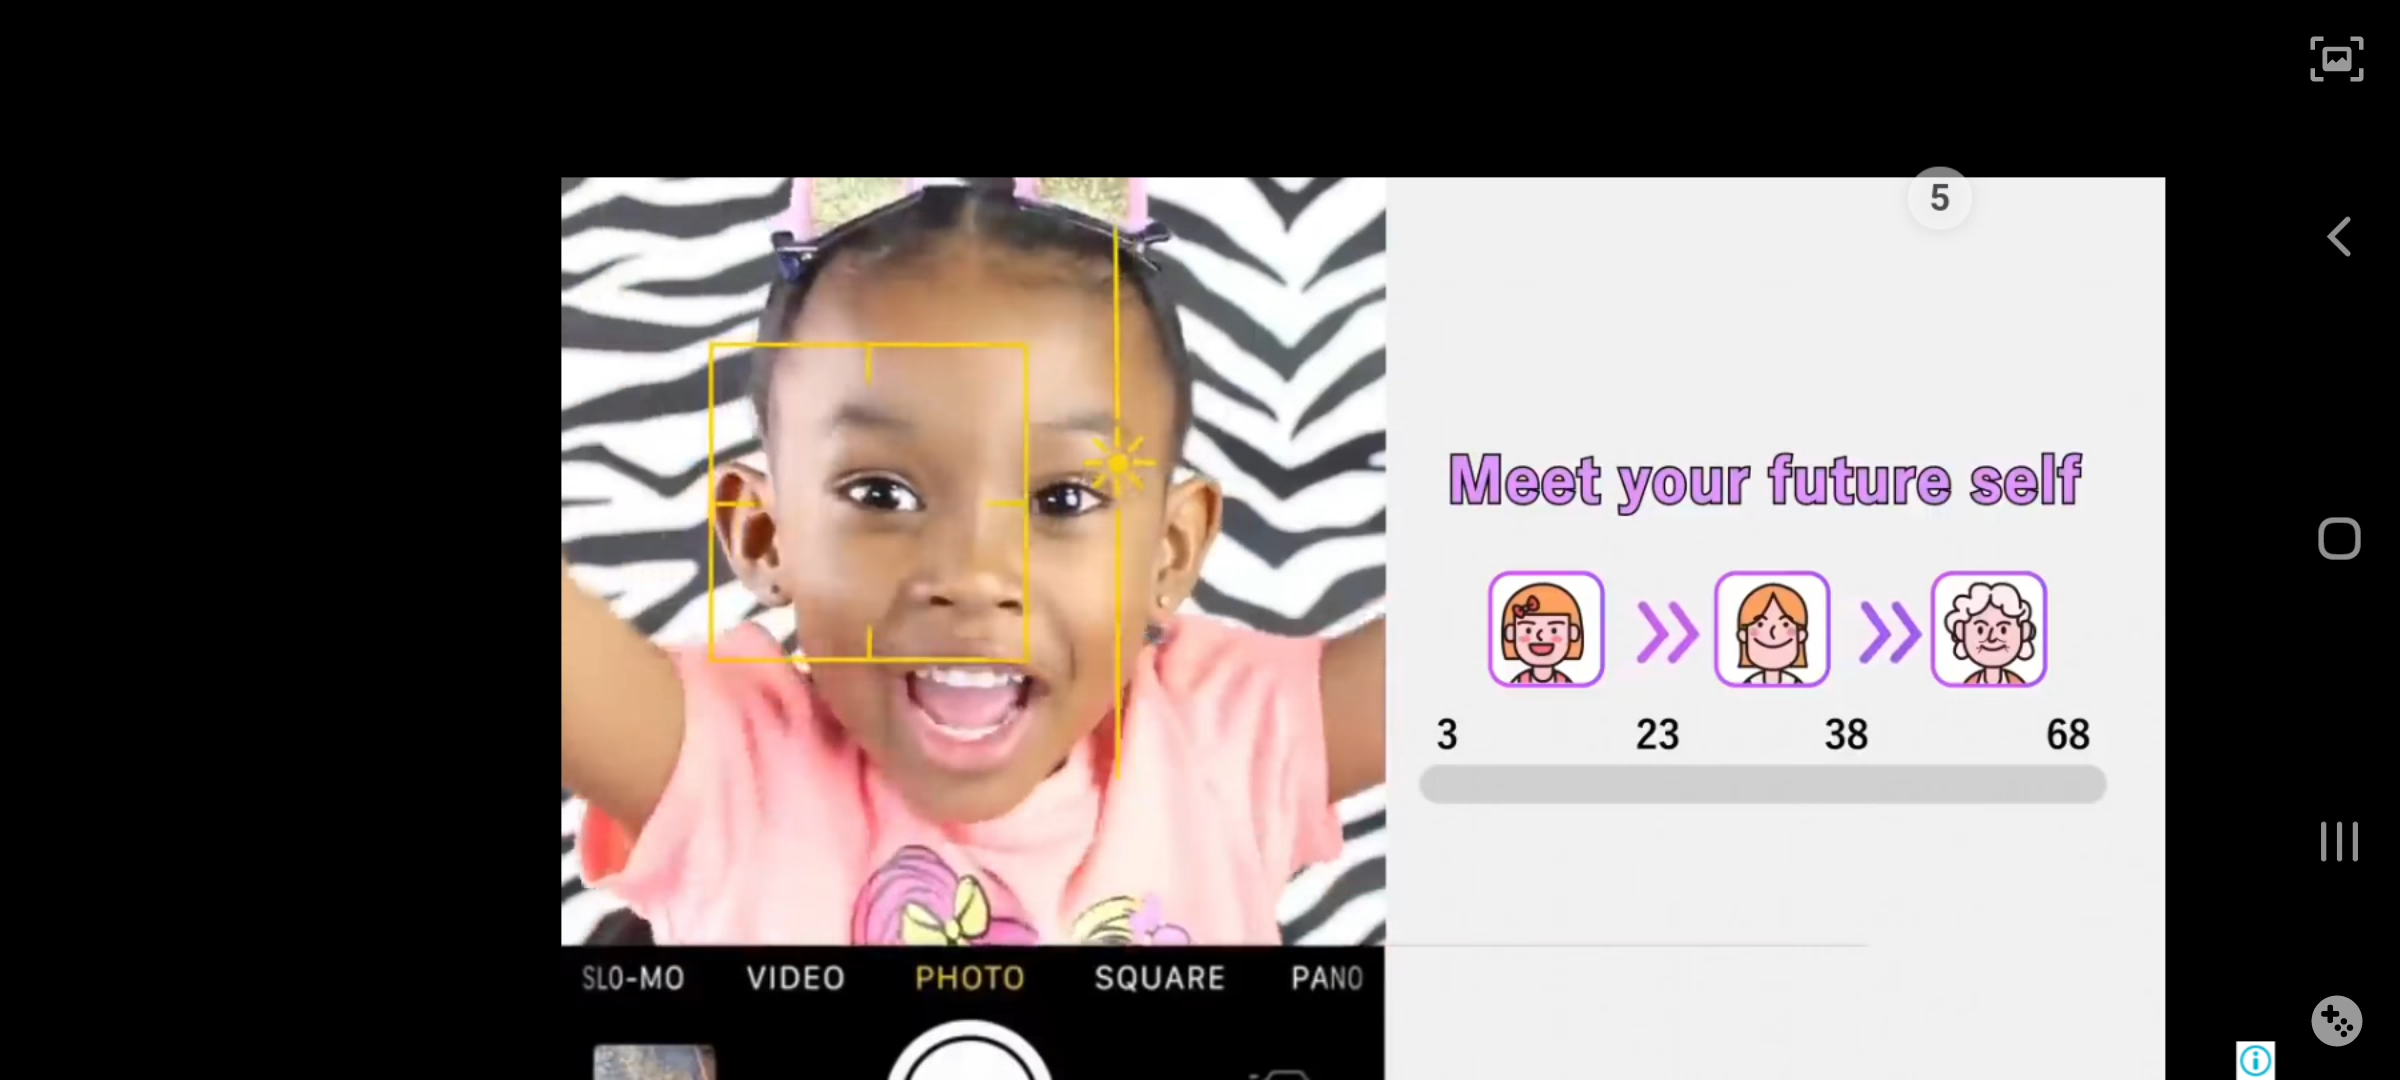 5
Meet your future self
3 23 38 68
SLO-MO VIDEO PHOTO SQUARE PANO